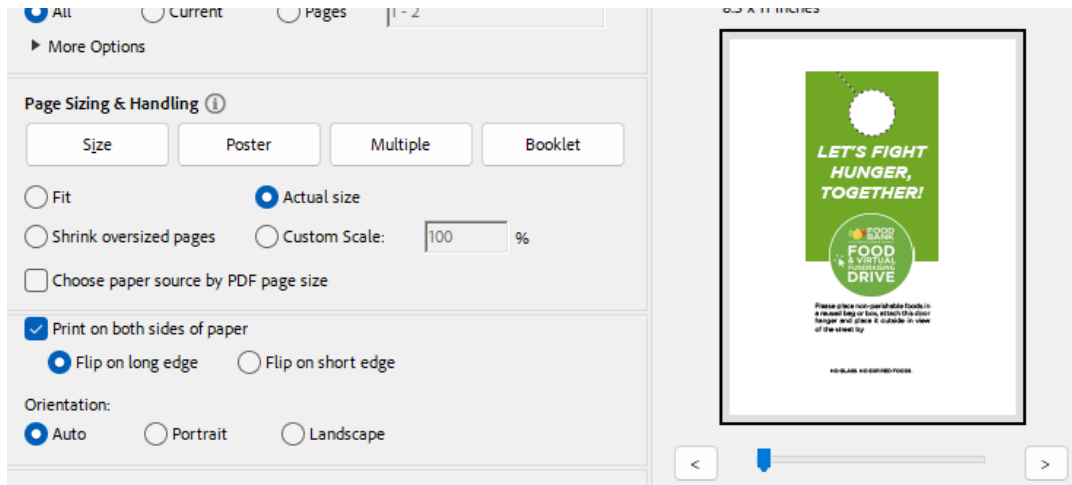 All Current Pages 1 - 2
8.5 x 11 Inches
More Options
Page Sizing & Handling
Size Poster Multiple Booklet
Fit Actual size
Shrink oversized pages Custom Scale: 100 %
Choose paper source by PDF page size
Print on both sides of paper
Flip on long edge Flip on short edge
Orientation:
Auto Portrait Landscape
LET'S FIGHT
HUNGER,
TOGETHER!
FOOD
BANK
FOOD
& VIRTUAL
FUNDRAISING
DRIVE
Please place non-perishable foods in
a reused bag or box, attach this door
hanger and place it outside in view
of the street by
NO GLASS. NO EXPIRED FOODS.
<
>